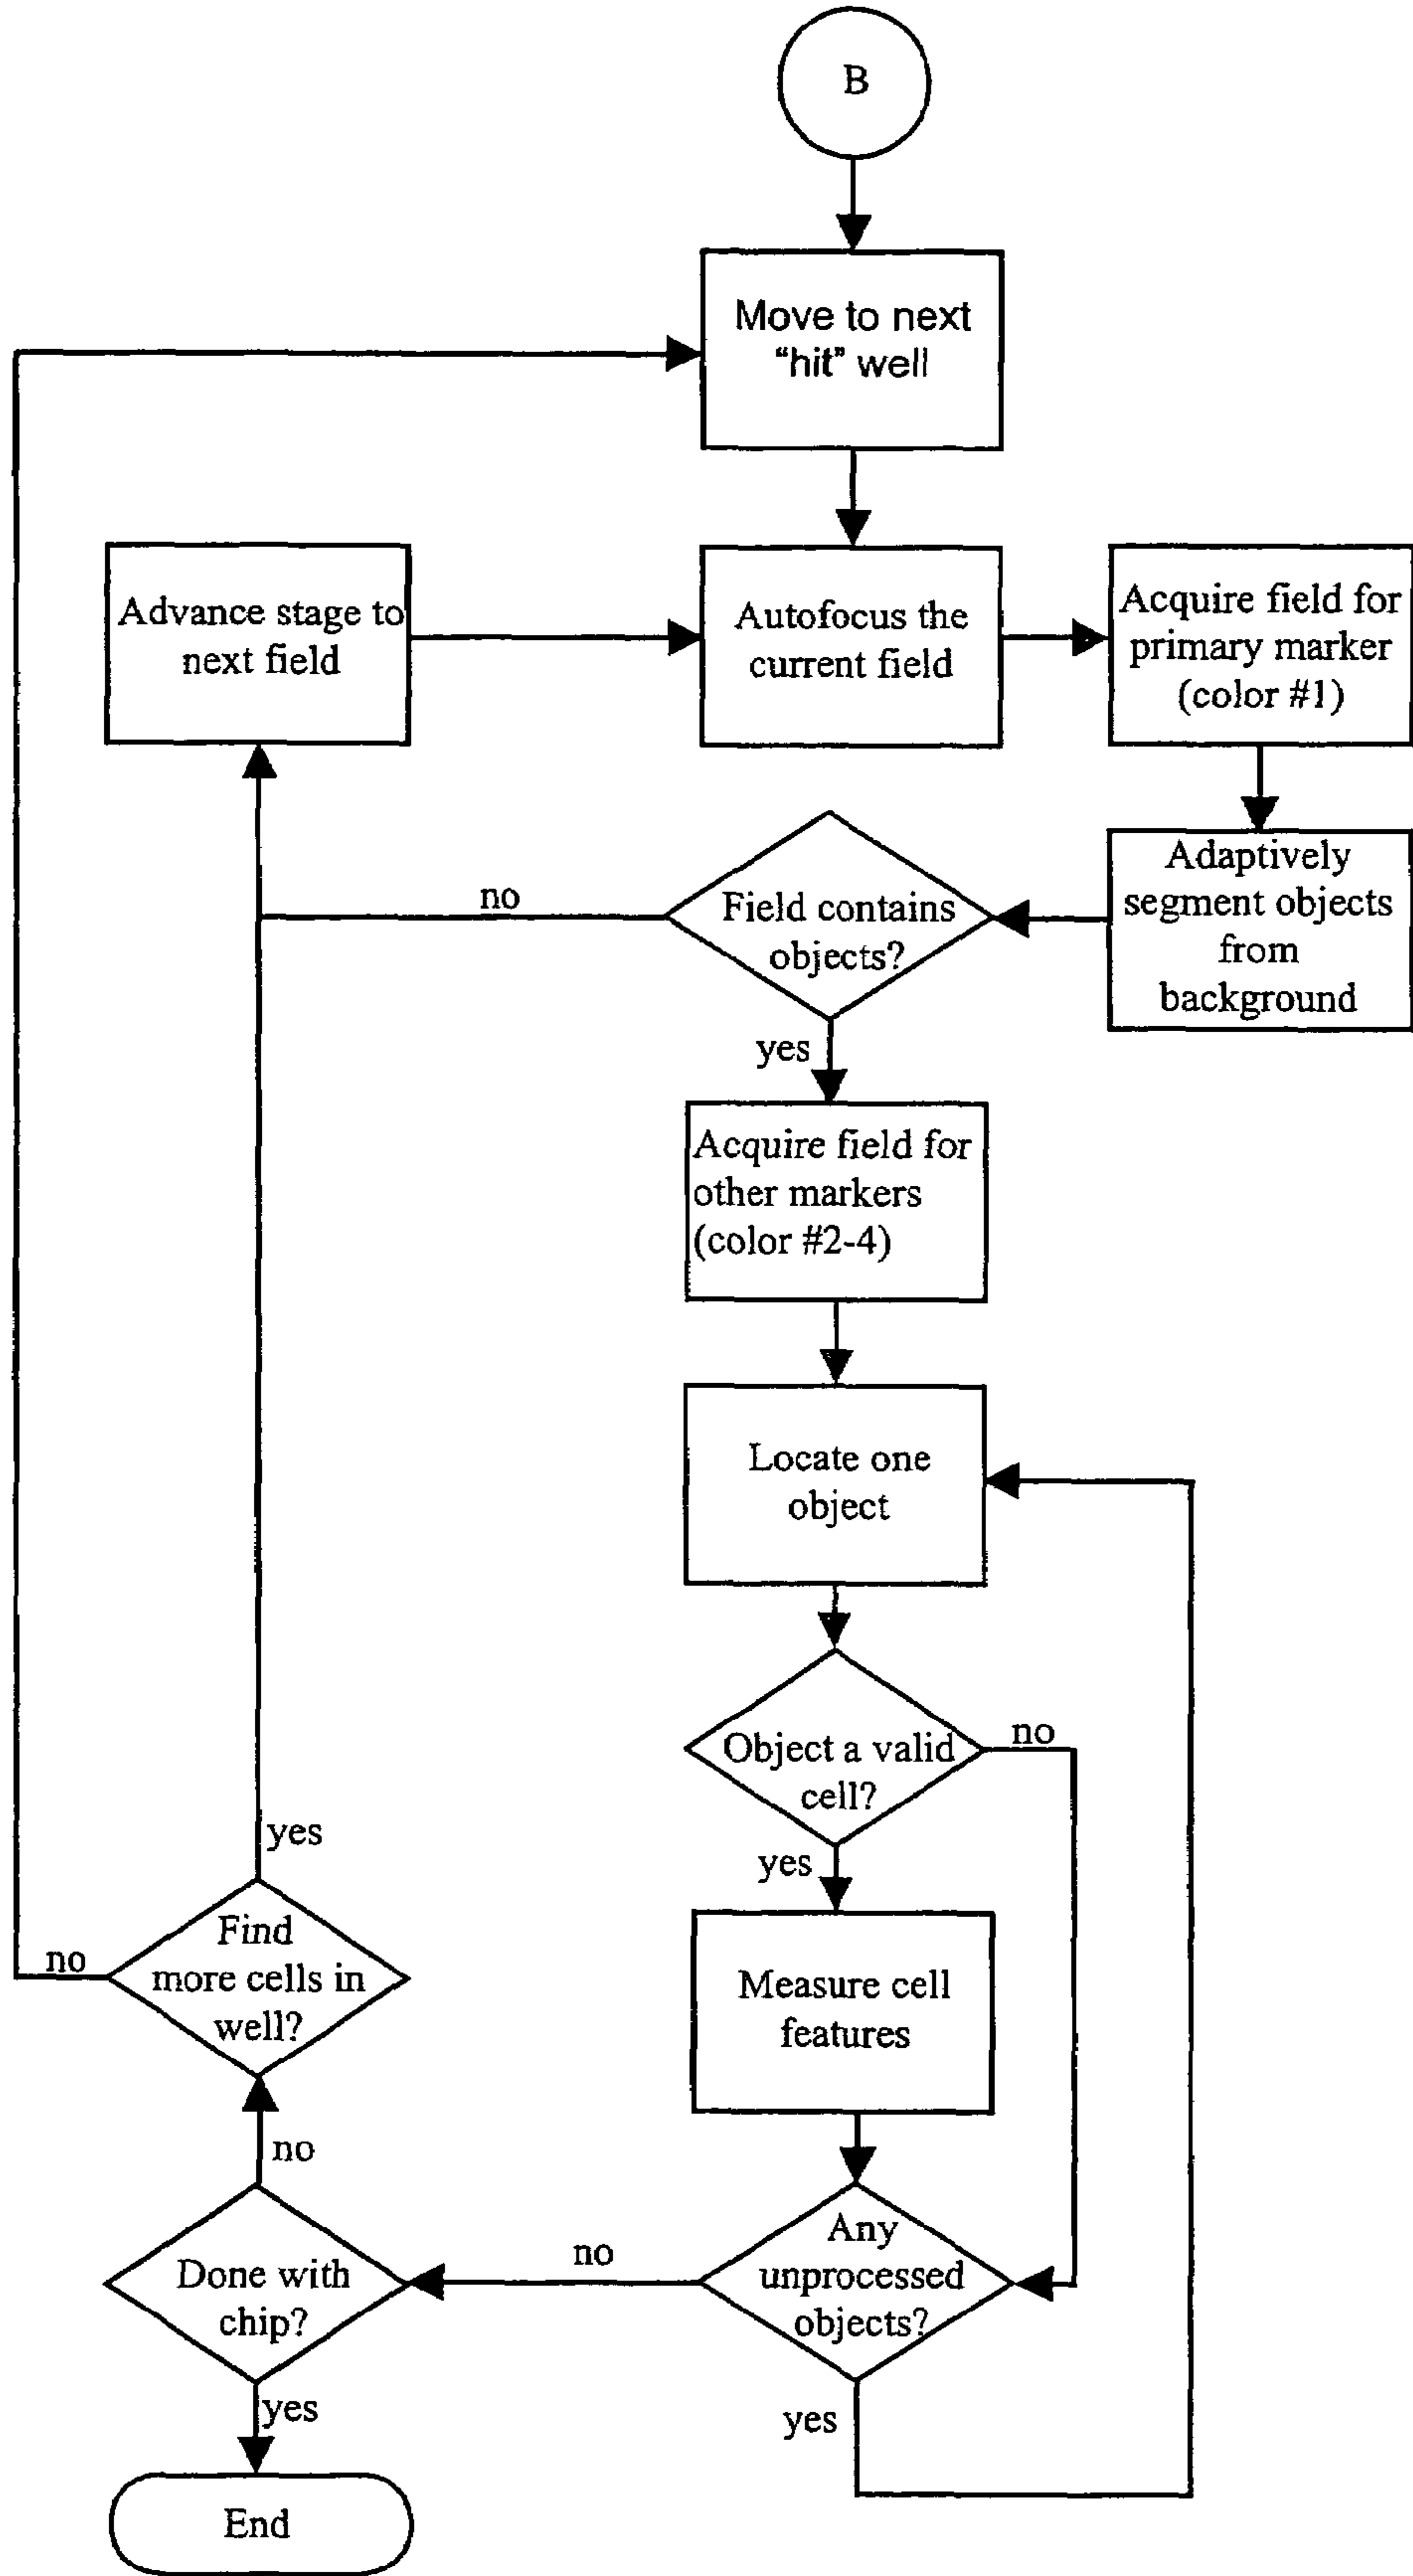 B
Move to next
“hit” well
Advance stage to
next field
Autofocus the
current field
Acquire field for
primary marker
(color #1)
Adaptively
segment objects
from
background
Field contains
objects?
no
yes
Acquire field for
other markers
(color #2-4)
Locate one
object
Object a valid
cell?
no
yes
Measure cell
features
Any
unprocessed
objects?
no
yes
Done with
chip?
no
yes
Find
more cells in
well?
yes
no
End